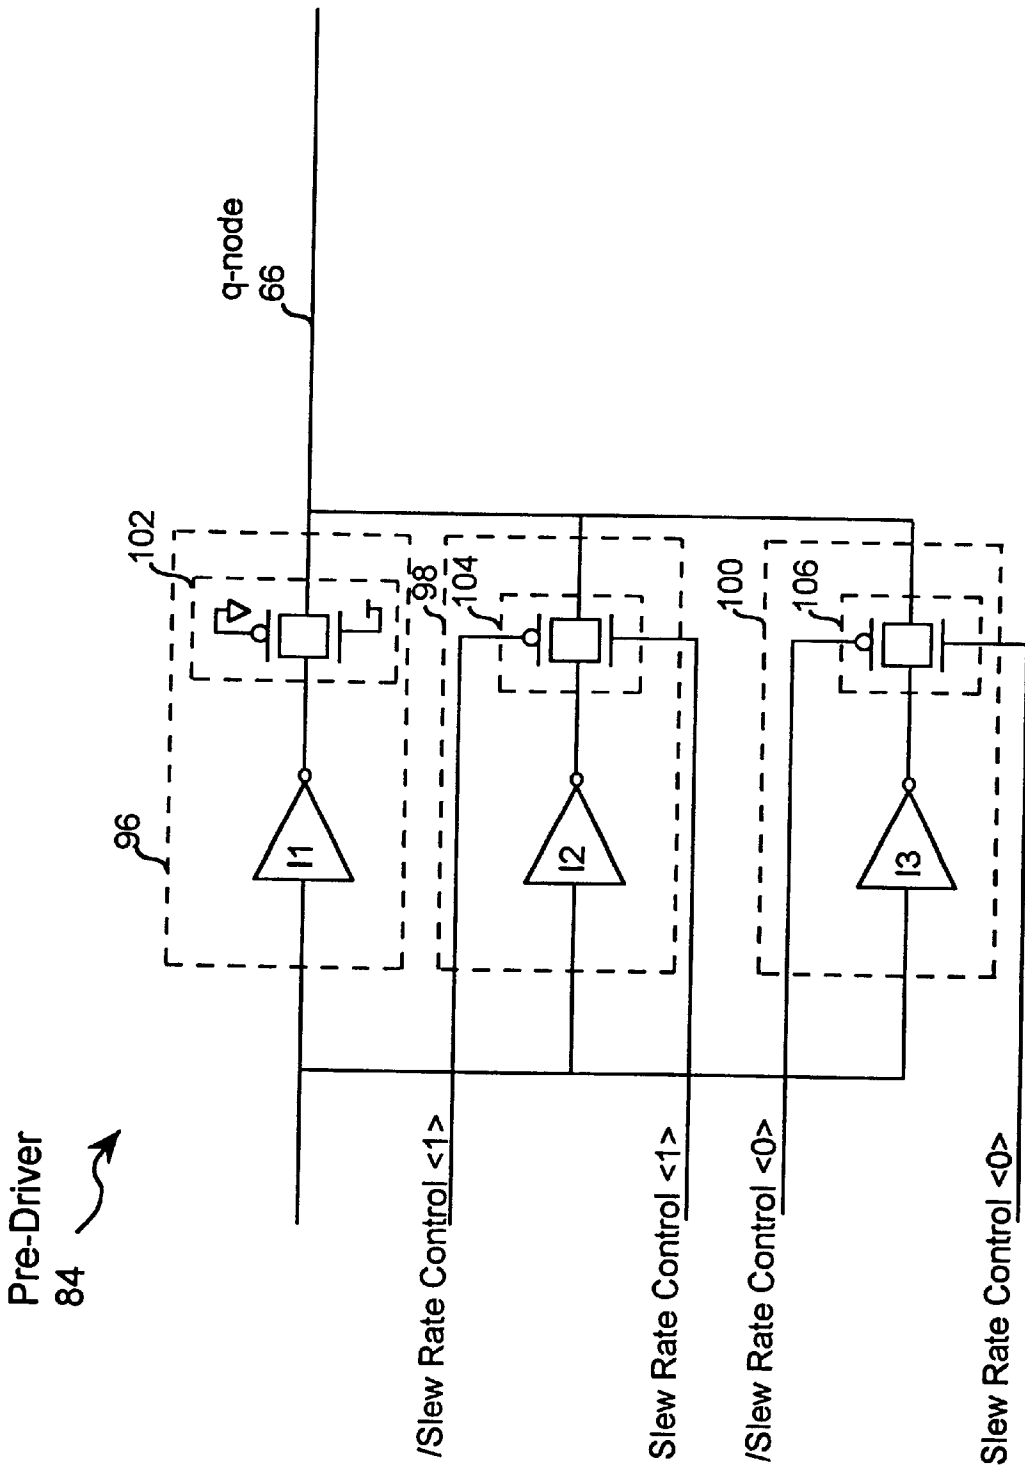 Pre-Driver
84
q-node
66
96
102
I1
98
104
I2
100
106
I3
/Slew Rate Control <1>
Slew Rate Control <1>
/Slew Rate Control <0>
Slew Rate Control <0>